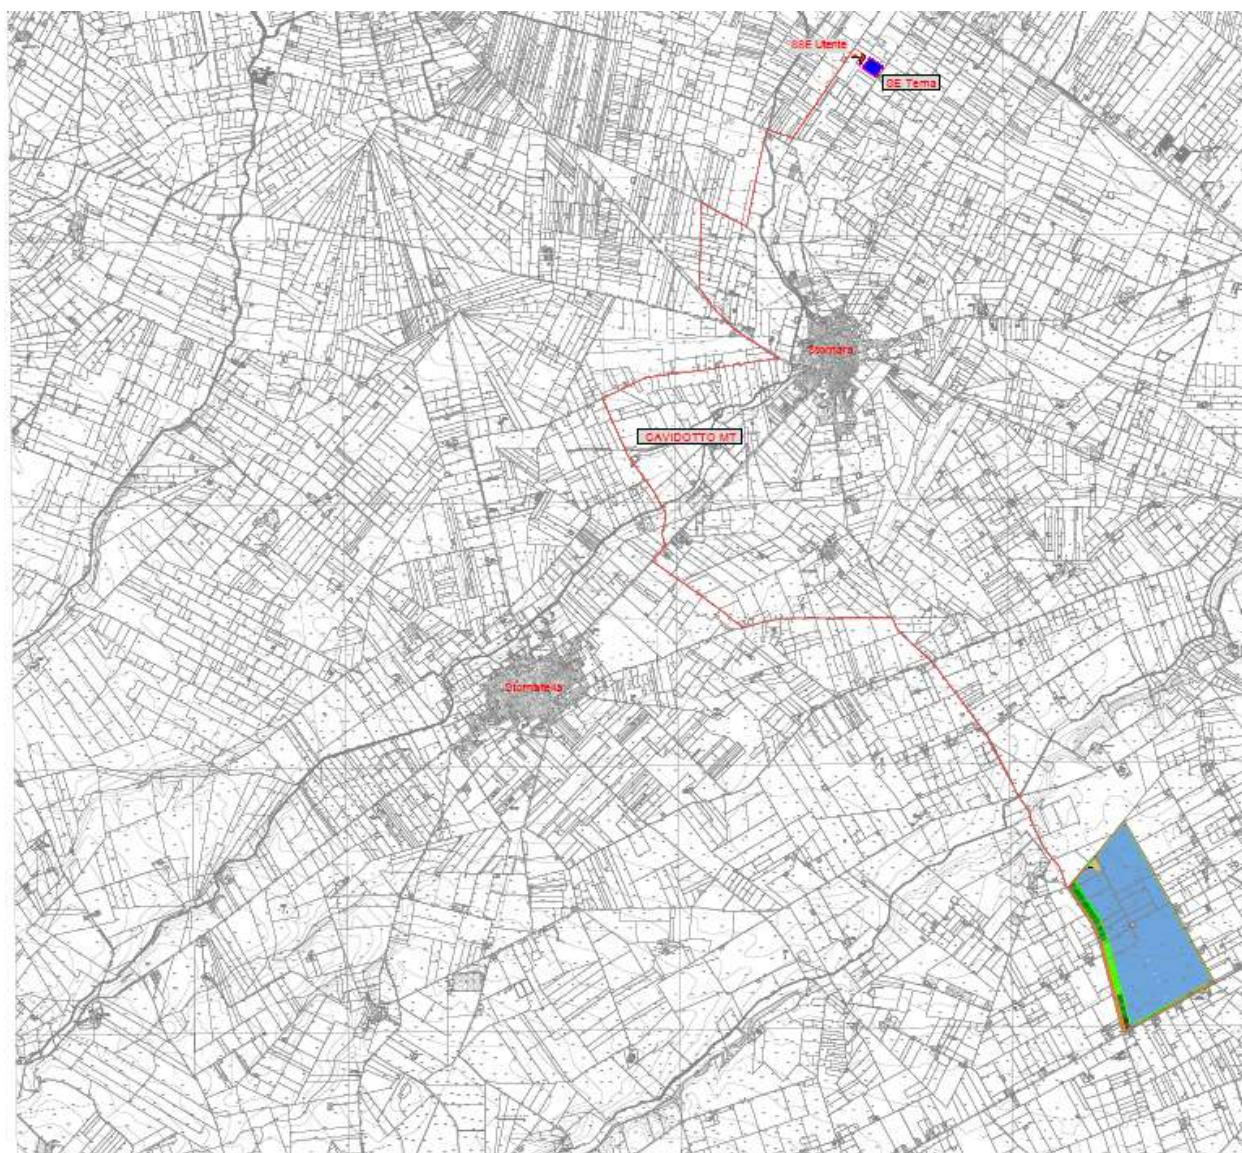 SSE Utente
SE Terna
Stornara
CAVIDOTTO MT
Stornarella